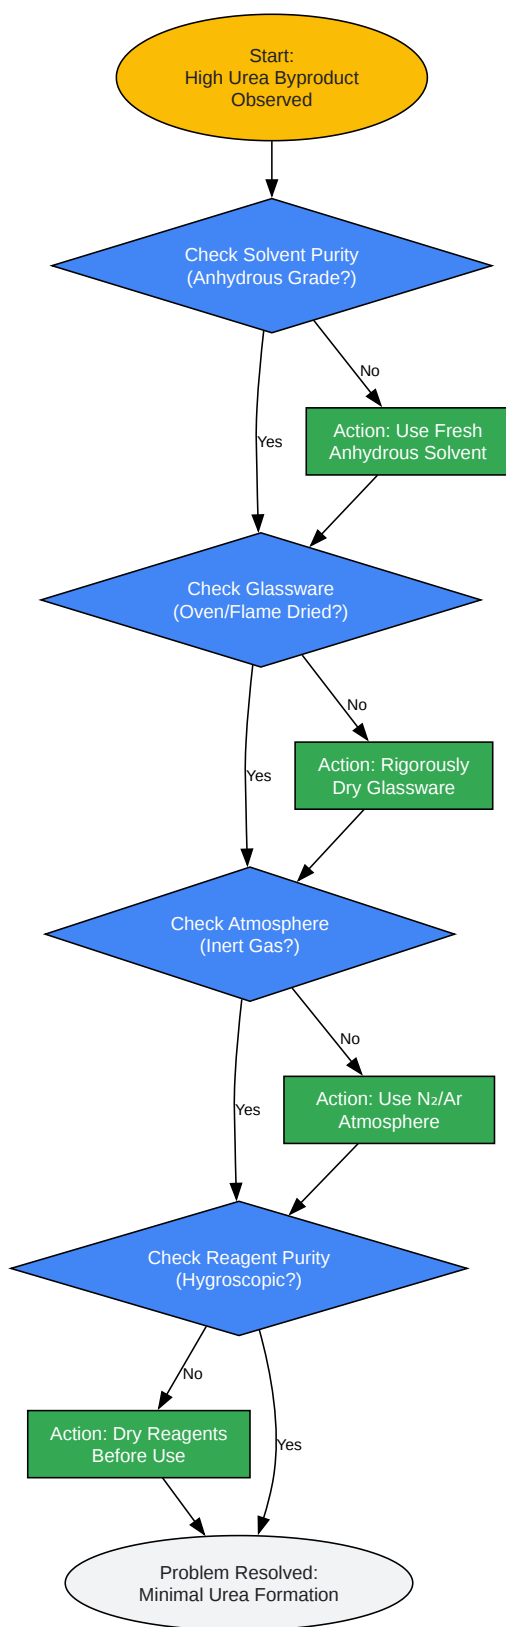 Start:
High Urea Byproduct
Observed
Check Solvent Purity
(Anhydrous Grade?)
No
Action: Use Fresh
Anhydrous Solvent
Yes
Check Glassware
(Oven/Flame Dried?)
No
Action: Rigorously
Dry Glassware
Yes
Check Atmosphere
(Inert Gas?)
No
Action: Use N₂/Ar
Atmosphere
Yes
Check Reagent Purity
(Hygroscopic?)
No
Action: Dry Reagents
Before Use
Yes
Problem Resolved:
Minimal Urea Formation